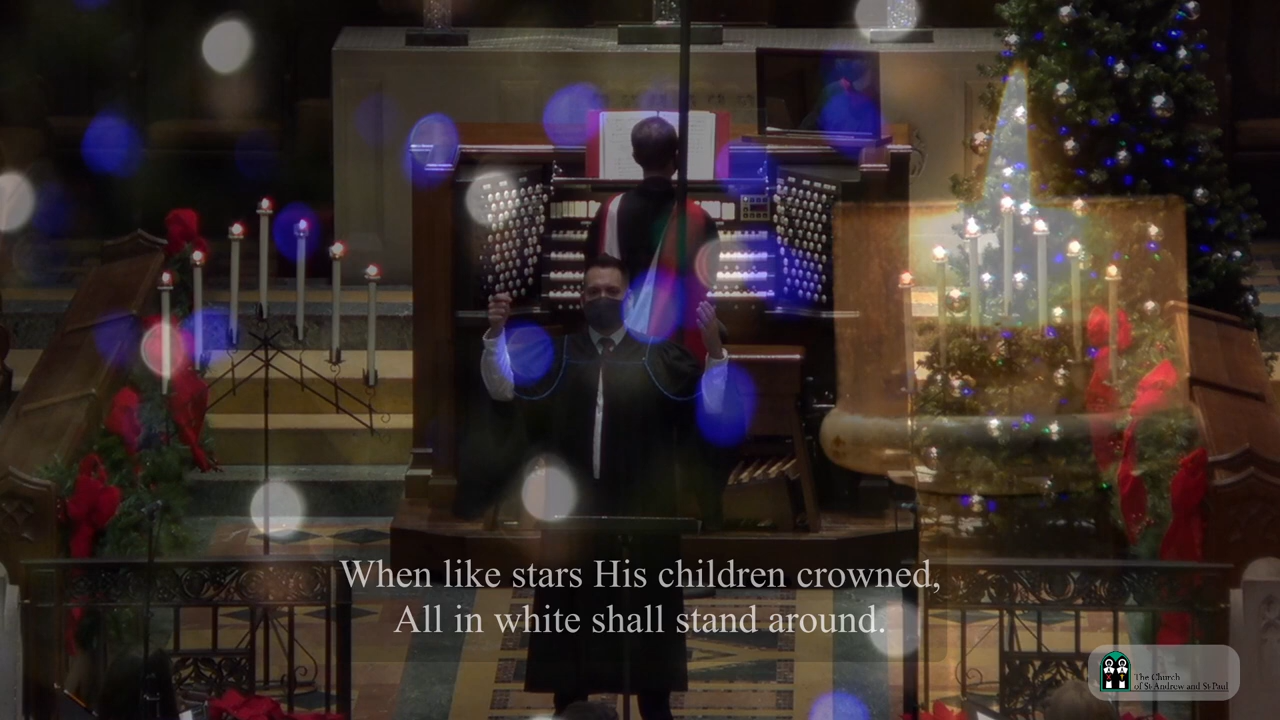 When like stars His children crowned,
All in white shall stand around.
The Church
of St Andrew and St Paul